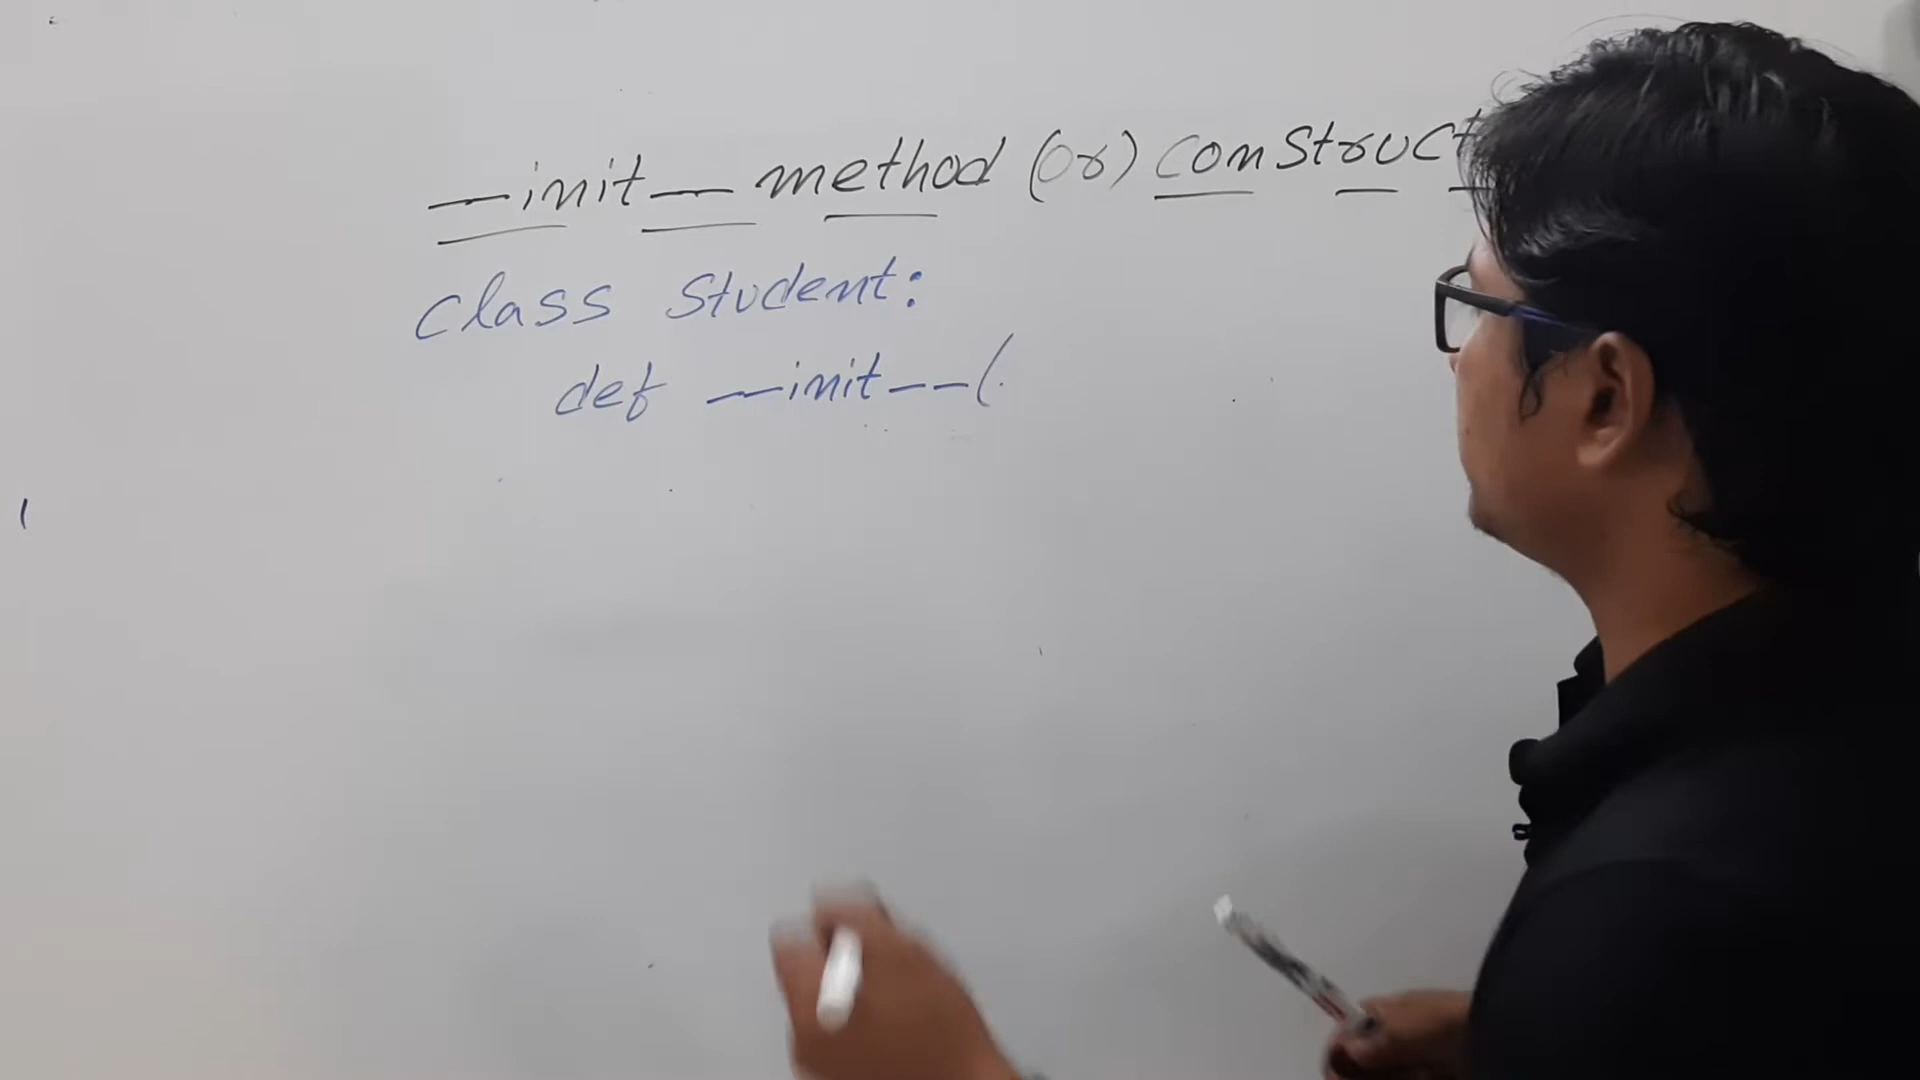 __init__ method (or) construct
class Student:
def __init__(